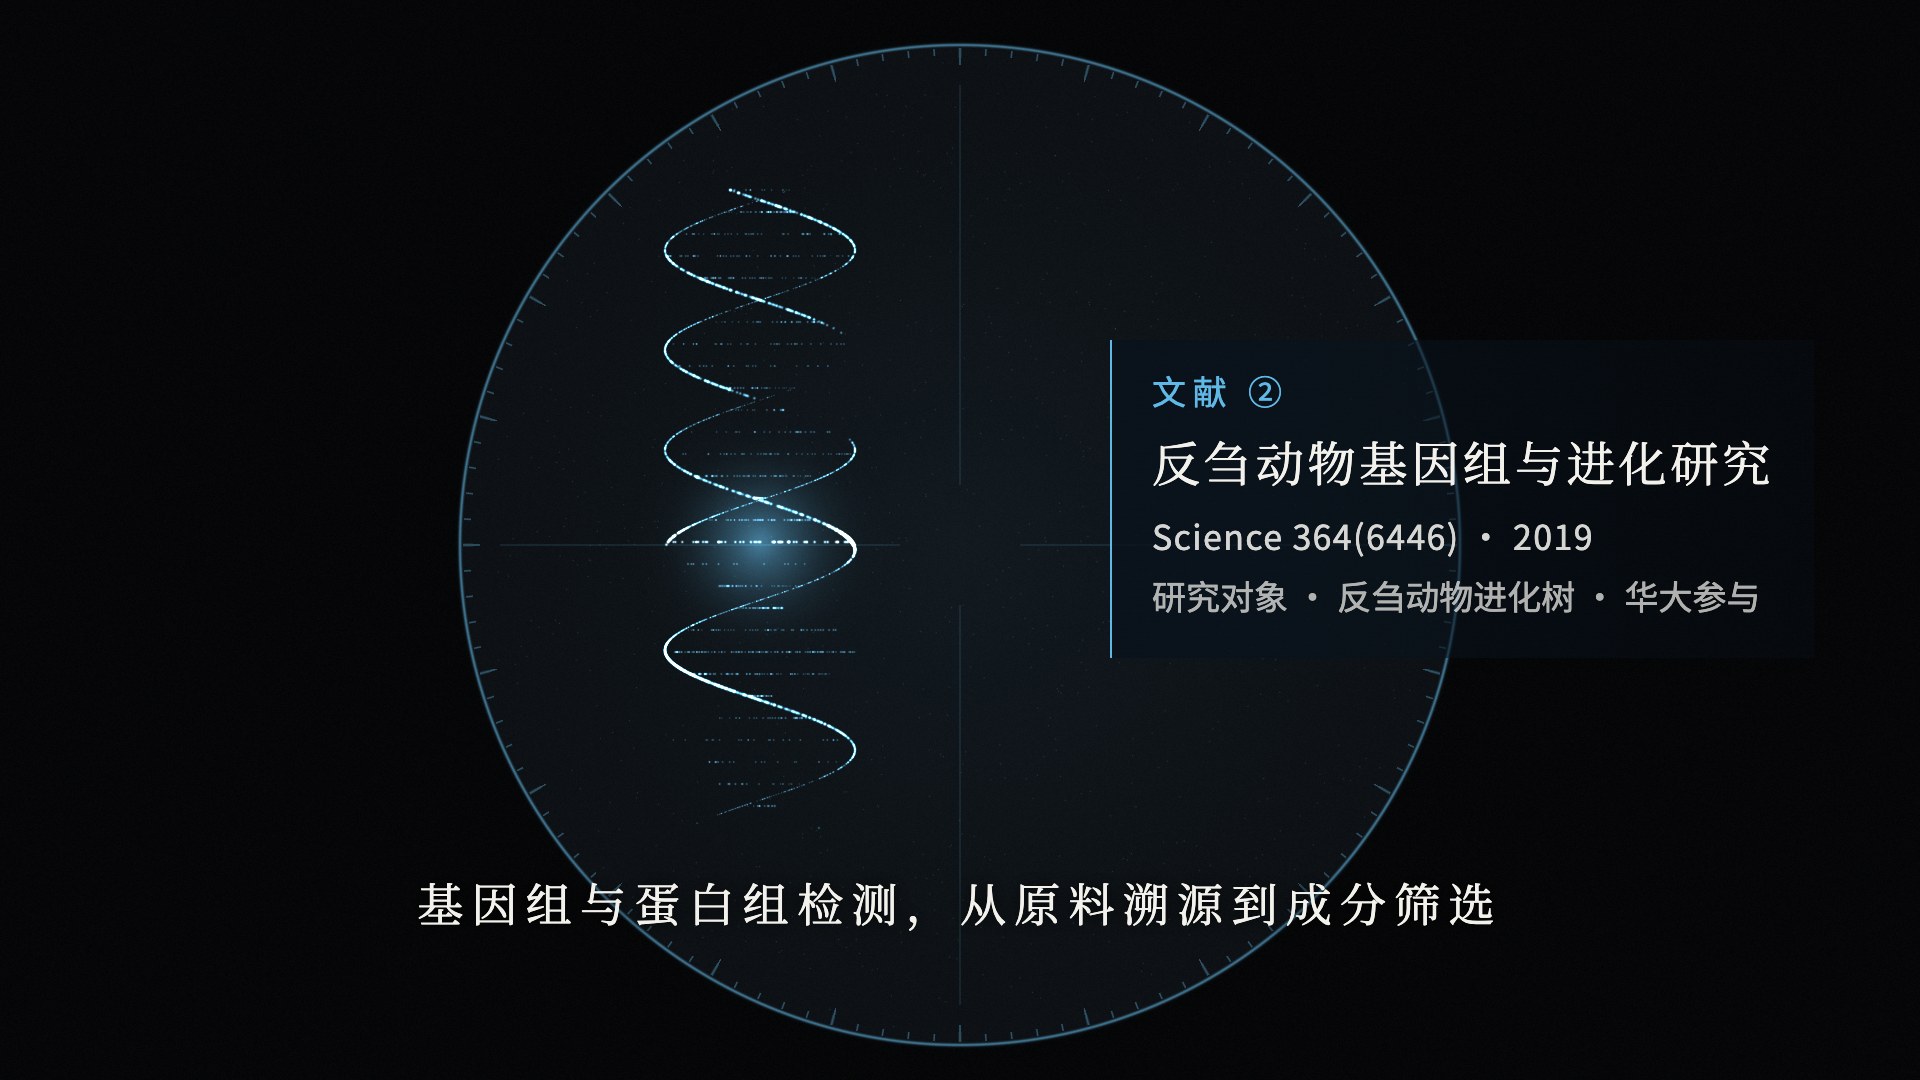 文献 ②
反刍动物基因组与进化研究
Science 364(6446) · 2019
研究对象 · 反刍动物进化树 · 华大参与
基因组与蛋白组检测，从原料溯源到成分筛选